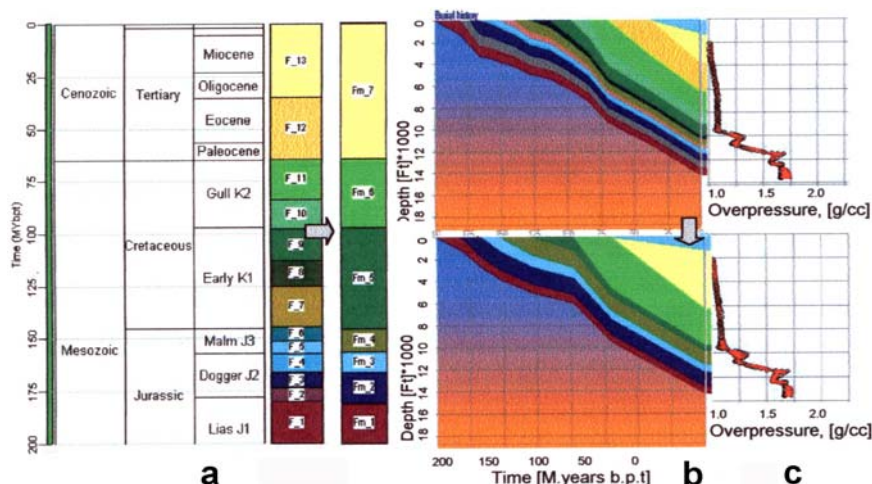 Time (MYbpt)
0
25
50
75
100
125
150
175
200
Cenozoic
Mesozoic
Tertiary
Cretaceous
Jurassic
Miocene
Oligocene
Eocene
Paleocene
Gull K2
Early K1
Malm J3
Dogger J2
Lias J1
F_13
F_12
F_11
F_10
F_9
F_8
F_7
F_6
F_5
F_4
F_3
F_2
F_1
Fm_7
Fm_6
Fm_5
Fm_4
Fm_3
Fm_2
Fm_1
a
Burial history
Depth [Ft]*1000
0
2
4
6
8
10
12
14
16
18
1.0 1.5 2.0
Overpressure, [g/cc]
Depth [Ft]*1000
0
2
4
6
8
10
12
14
16
18
200 150 100 50 0
Time [M.years b.p.t]
b
1.0 1.5 2.0
Overpressure, [g/cc]
c